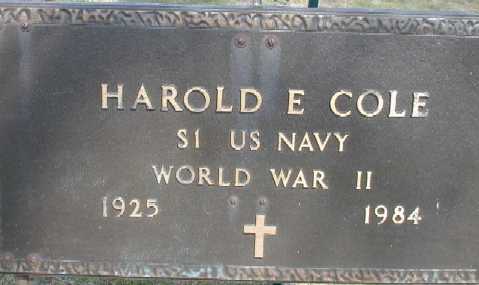 HAROLD E COLE
S1 US NAVY
WORLD WAR II
1925 1984